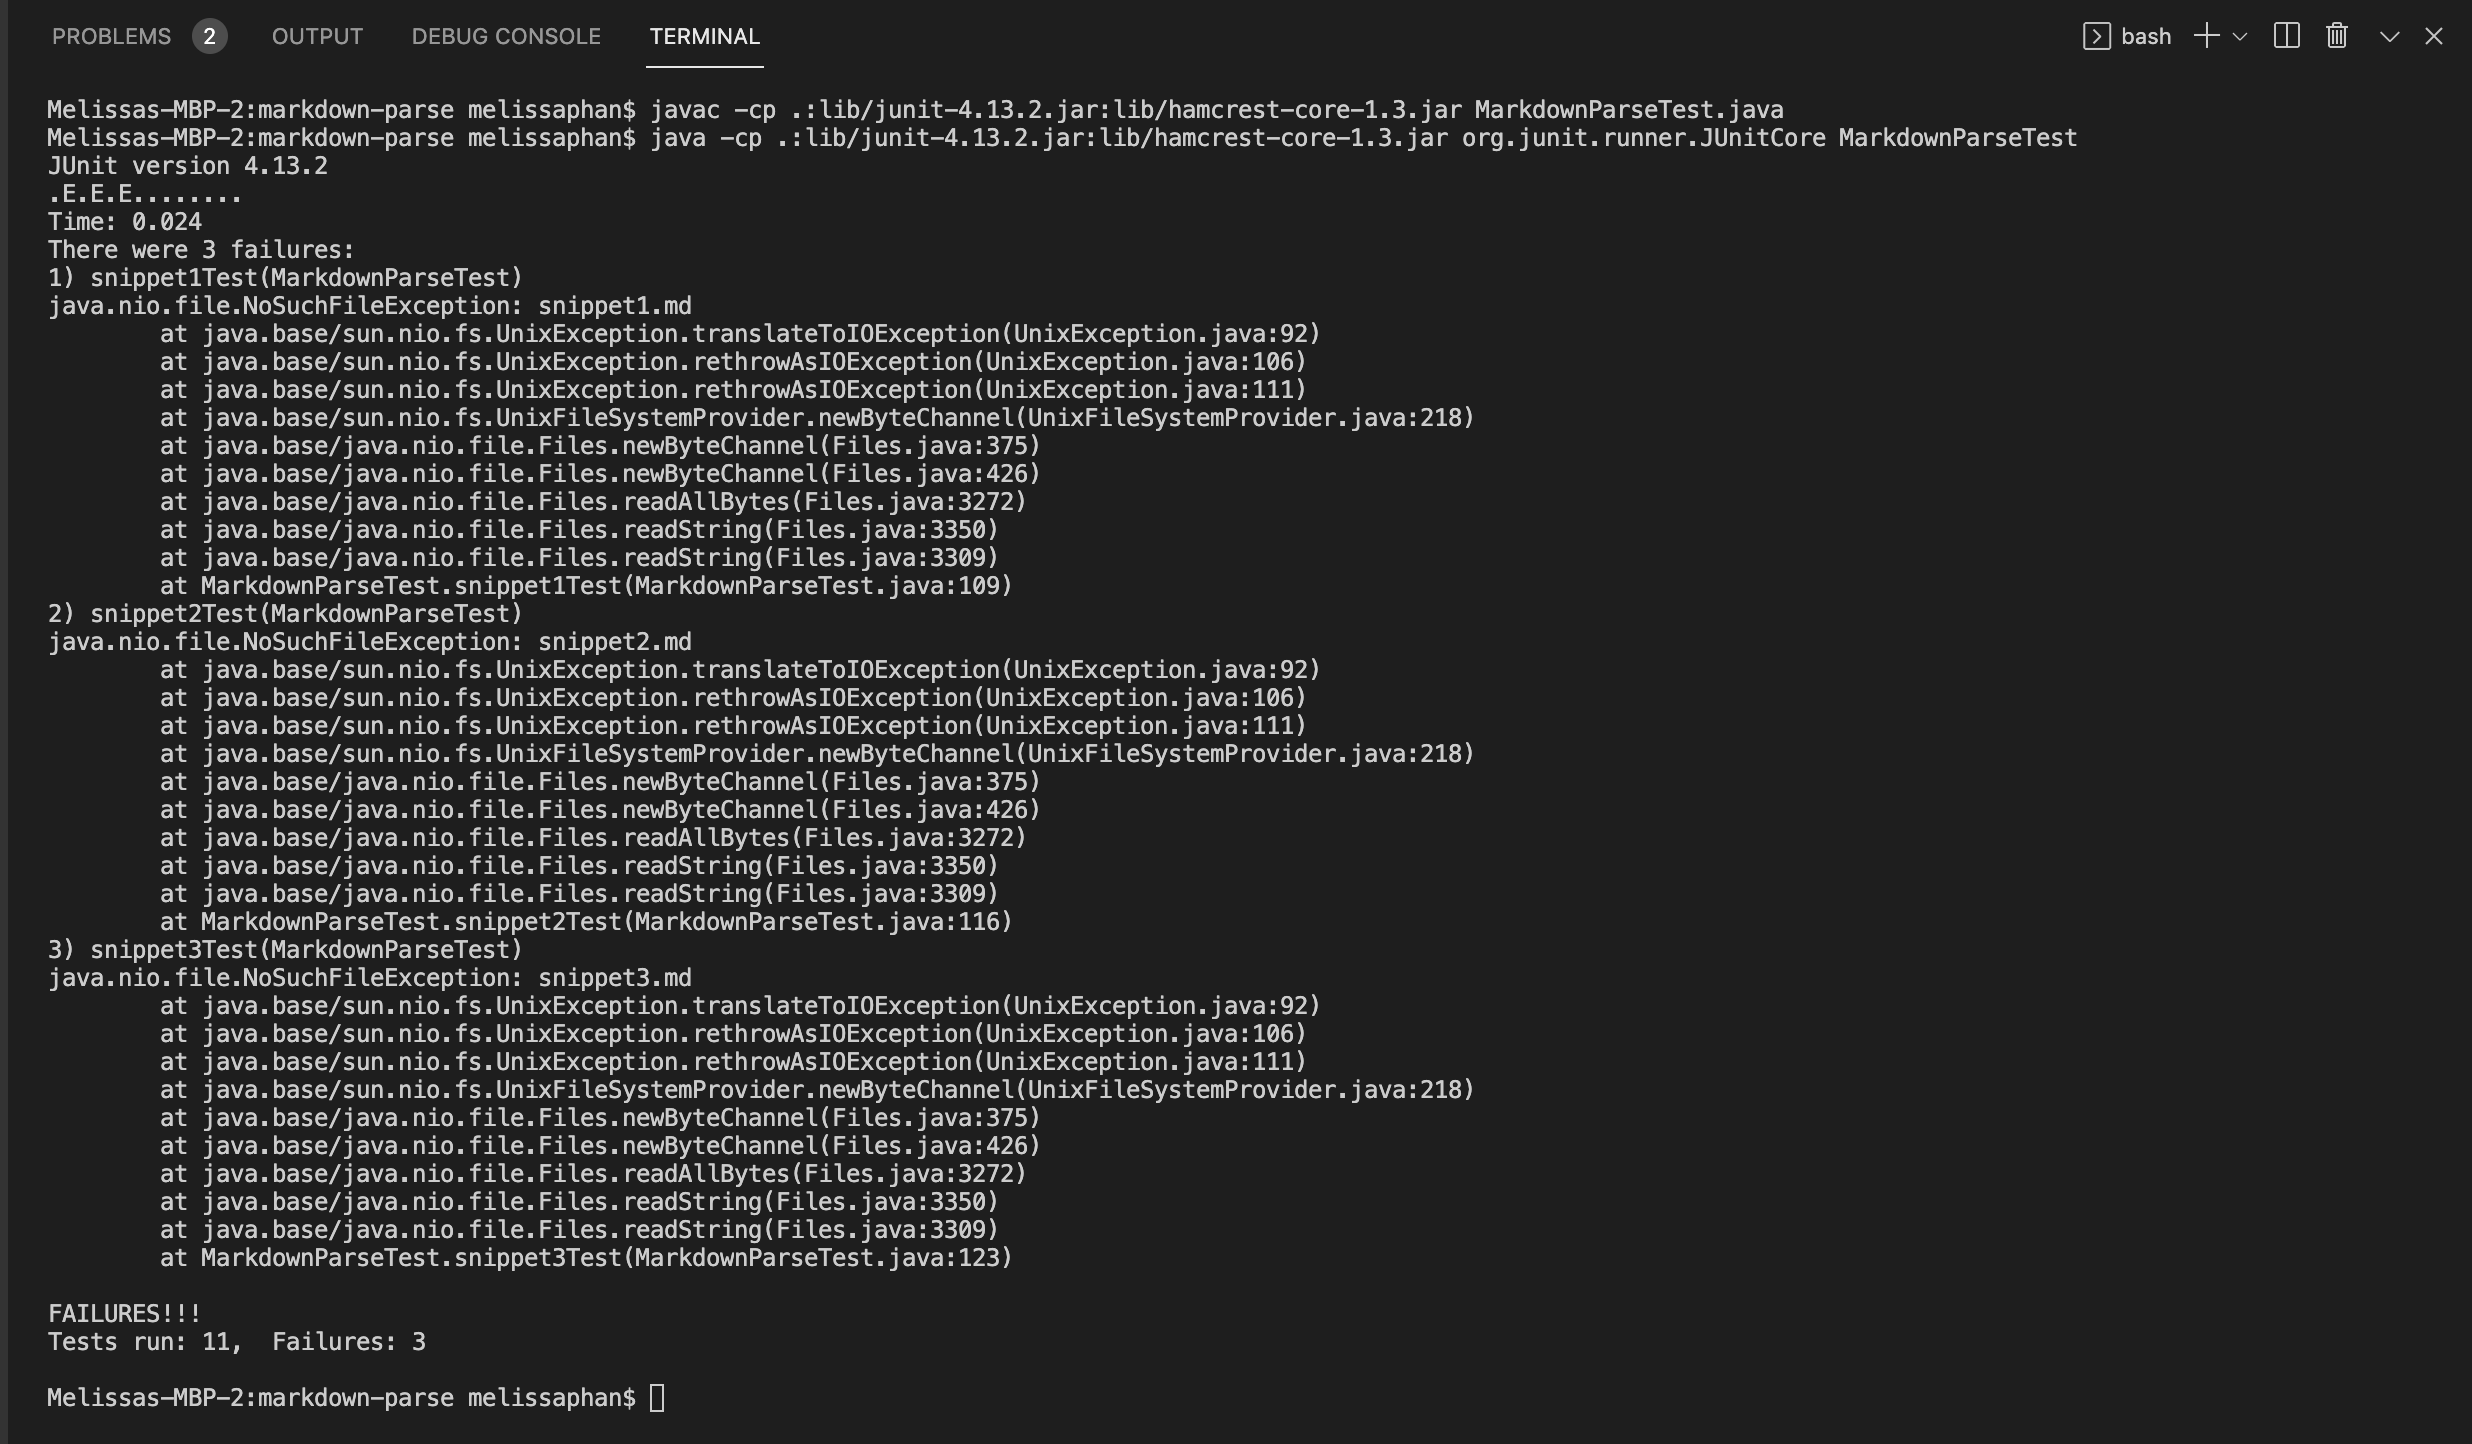 PROBLEMS 2 OUTPUT DEBUG CONSOLE TERMINAL bash
Melissas-MBP-2:markdown-parse melissaphan$ javac -cp .:lib/junit-4.13.2.jar:lib/hamcrest-core-1.3.jar MarkdownParseTest.java
Melissas-MBP-2:markdown-parse melissaphan$ java -cp .:lib/junit-4.13.2.jar:lib/hamcrest-core-1.3.jar org.junit.runner.JUnitCore MarkdownParseTest
JUnit version 4.13.2
.E.E.E........
Time: 0.024
There were 3 failures:
1) snippet1Test(MarkdownParseTest)
java.nio.file.NoSuchFileException: snippet1.md
        at java.base/sun.nio.fs.UnixException.translateToIOException(UnixException.java:92)
        at java.base/sun.nio.fs.UnixException.rethrowAsIOException(UnixException.java:106)
        at java.base/sun.nio.fs.UnixException.rethrowAsIOException(UnixException.java:111)
        at java.base/sun.nio.fs.UnixFileSystemProvider.newByteChannel(UnixFileSystemProvider.java:218)
        at java.base/java.nio.file.Files.newByteChannel(Files.java:375)
        at java.base/java.nio.file.Files.newByteChannel(Files.java:426)
        at java.base/java.nio.file.Files.readAllBytes(Files.java:3272)
        at java.base/java.nio.file.Files.readString(Files.java:3350)
        at java.base/java.nio.file.Files.readString(Files.java:3309)
        at MarkdownParseTest.snippet1Test(MarkdownParseTest.java:109)
2) snippet2Test(MarkdownParseTest)
java.nio.file.NoSuchFileException: snippet2.md
        at java.base/sun.nio.fs.UnixException.translateToIOException(UnixException.java:92)
        at java.base/sun.nio.fs.UnixException.rethrowAsIOException(UnixException.java:106)
        at java.base/sun.nio.fs.UnixException.rethrowAsIOException(UnixException.java:111)
        at java.base/sun.nio.fs.UnixFileSystemProvider.newByteChannel(UnixFileSystemProvider.java:218)
        at java.base/java.nio.file.Files.newByteChannel(Files.java:375)
        at java.base/java.nio.file.Files.newByteChannel(Files.java:426)
        at java.base/java.nio.file.Files.readAllBytes(Files.java:3272)
        at java.base/java.nio.file.Files.readString(Files.java:3350)
        at java.base/java.nio.file.Files.readString(Files.java:3309)
        at MarkdownParseTest.snippet2Test(MarkdownParseTest.java:116)
3) snippet3Test(MarkdownParseTest)
java.nio.file.NoSuchFileException: snippet3.md
        at java.base/sun.nio.fs.UnixException.translateToIOException(UnixException.java:92)
        at java.base/sun.nio.fs.UnixException.rethrowAsIOException(UnixException.java:106)
        at java.base/sun.nio.fs.UnixException.rethrowAsIOException(UnixException.java:111)
        at java.base/sun.nio.fs.UnixFileSystemProvider.newByteChannel(UnixFileSystemProvider.java:218)
        at java.base/java.nio.file.Files.newByteChannel(Files.java:375)
        at java.base/java.nio.file.Files.newByteChannel(Files.java:426)
        at java.base/java.nio.file.Files.readAllBytes(Files.java:3272)
        at java.base/java.nio.file.Files.readString(Files.java:3350)
        at java.base/java.nio.file.Files.readString(Files.java:3309)
        at MarkdownParseTest.snippet3Test(MarkdownParseTest.java:123)
FAILURES!!!
Tests run: 11,  Failures: 3
Melissas-MBP-2:markdown-parse melissaphan$